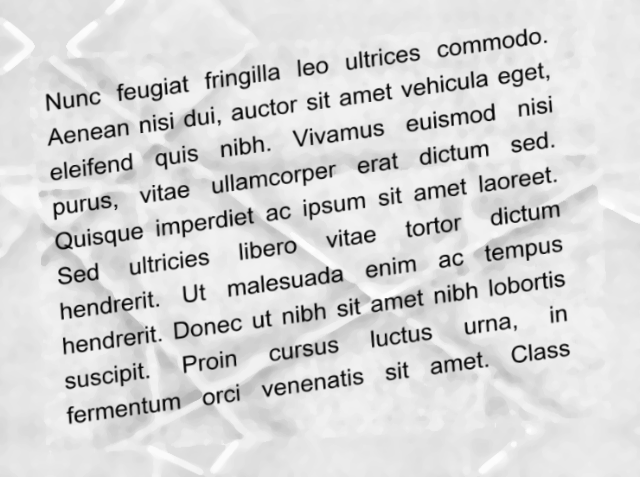 Nunc feugiat fringilla leo ultrices commodo.
Aenean nisi dui, auctor sit amet vehicula eget,
eleifend quis nibh. Vivamus euismod nisi
purus, vitae ullamcorper erat dictum sed.
Quisque imperdiet ac ipsum sit amet laoreet.
Sed ultricies libero vitae tortor dictum
hendrerit. Ut malesuada enim ac tempus
hendrerit. Donec ut nibh sit amet nibh lobortis
suscipit. Proin cursus luctus urna, in
fermentum orci venenatis sit amet. Class